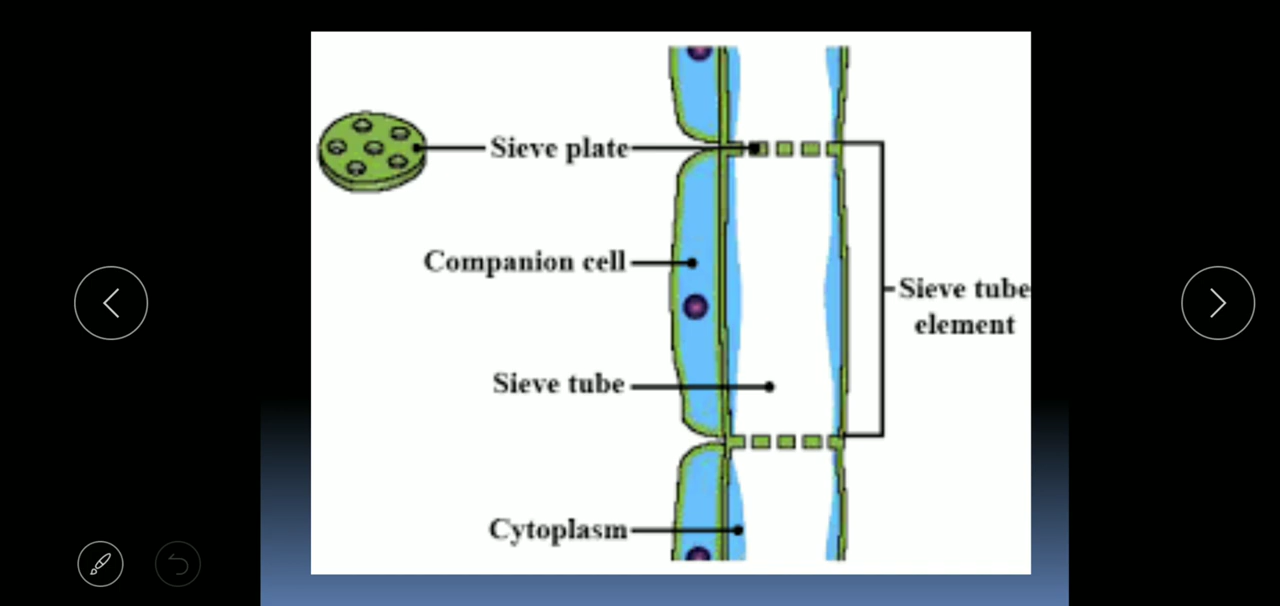 Sieve plate
Companion cell
Sieve tube
element
Sieve tube
Cytoplasm